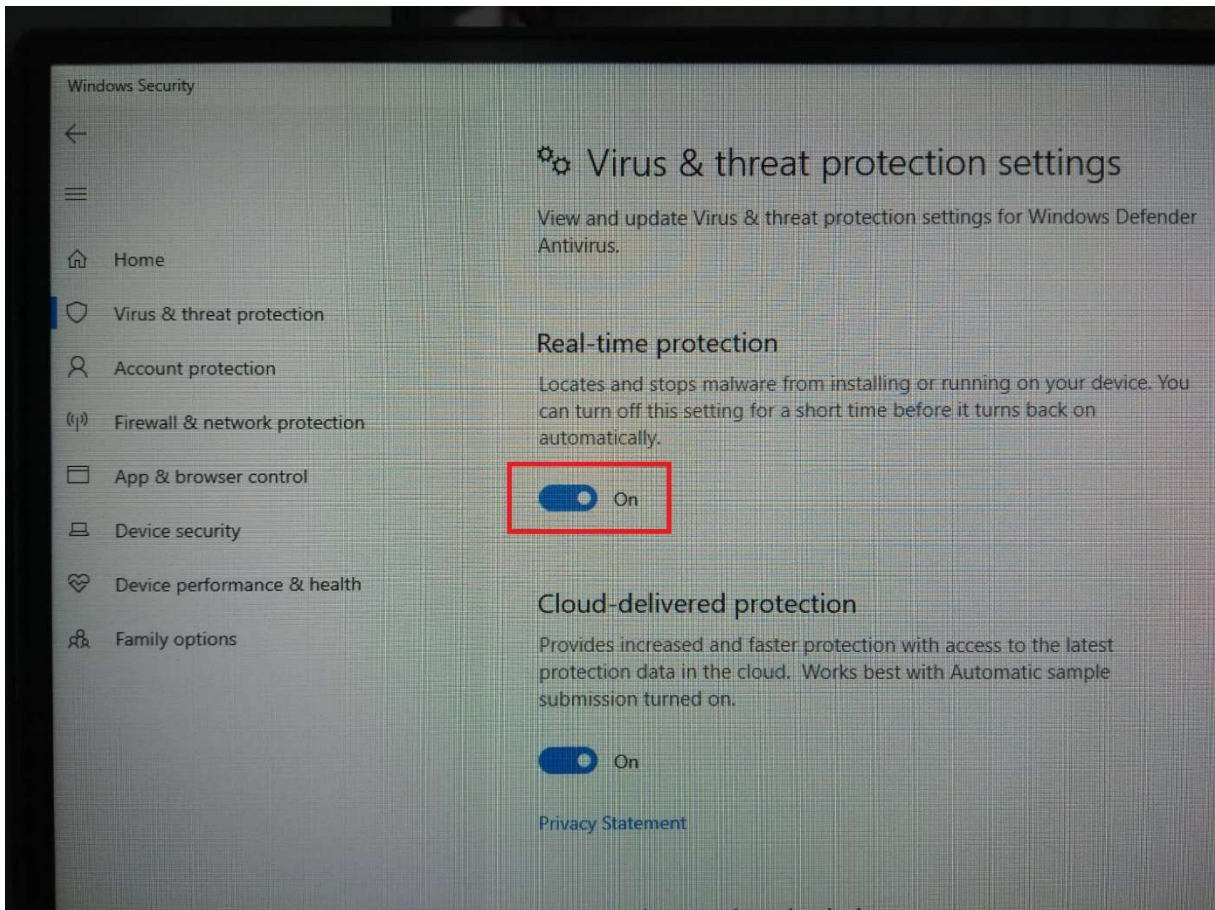 Windows Security
Home
Virus & threat protection
Account protection
Firewall & network protection
App & browser control
Device security
Device performance & health
Family options
Virus & threat protection settings
View and update Virus & threat protection settings for Windows Defender
Antivirus.
Real-time protection
Locates and stops malware from installing or running on your device. You
can turn off this setting for a short time before it turns back on
automatically.
On
Cloud-delivered protection
Provides increased and faster protection with access to the latest
protection data in the cloud. Works best with Automatic sample
submission turned on.
On
Privacy Statement